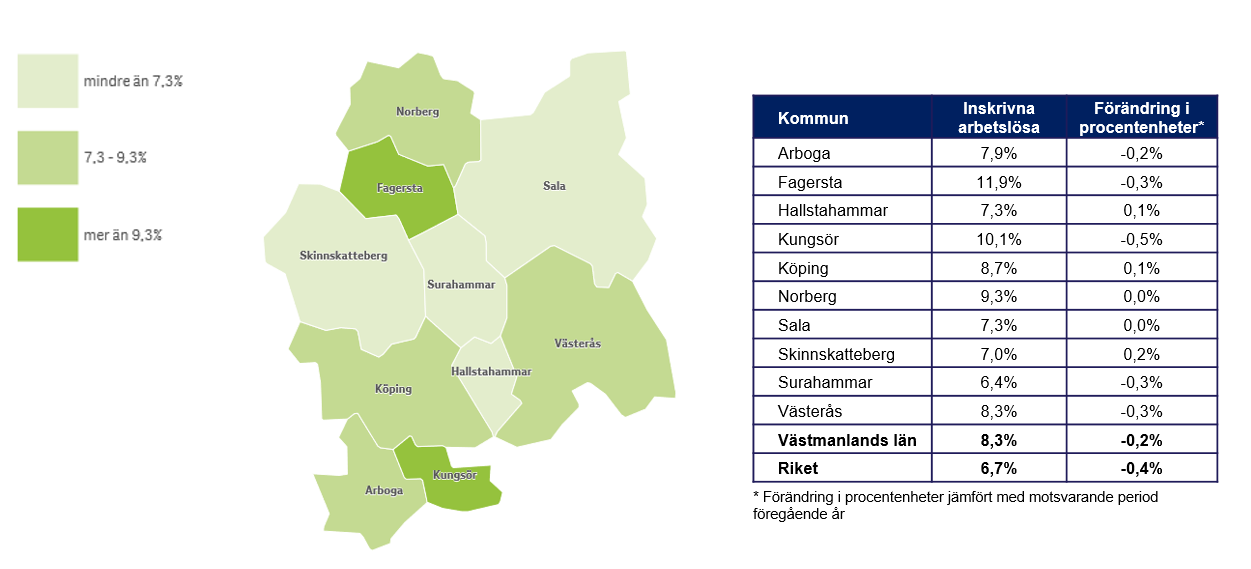 mindre än 7,3%
7,3 - 9,3%
mer än 9,3%
Norberg
Fagersta
Sala
Skinnskatteberg
Surahammar
Västerås
Hallstahammar
Köping
Kungsör
Arboga
Kommun Inskrivna arbetslösa Förändring i procentenheter*
Arboga 7,9% -0,2%
Fagersta 11,9% -0,3%
Hallstahammar 7,3% 0,1%
Kungsör 10,1% -0,5%
Köping 8,7% 0,1%
Norberg 9,3% 0,0%
Sala 7,3% 0,0%
Skinnskatteberg 7,0% 0,2%
Surahammar 6,4% -0,3%
Västerås 8,3% -0,3%
Västmanlands län 8,3% -0,2%
Riket 6,7% -0,4%
* Förändring i procentenheter jämfört med motsvarande period
föregående år